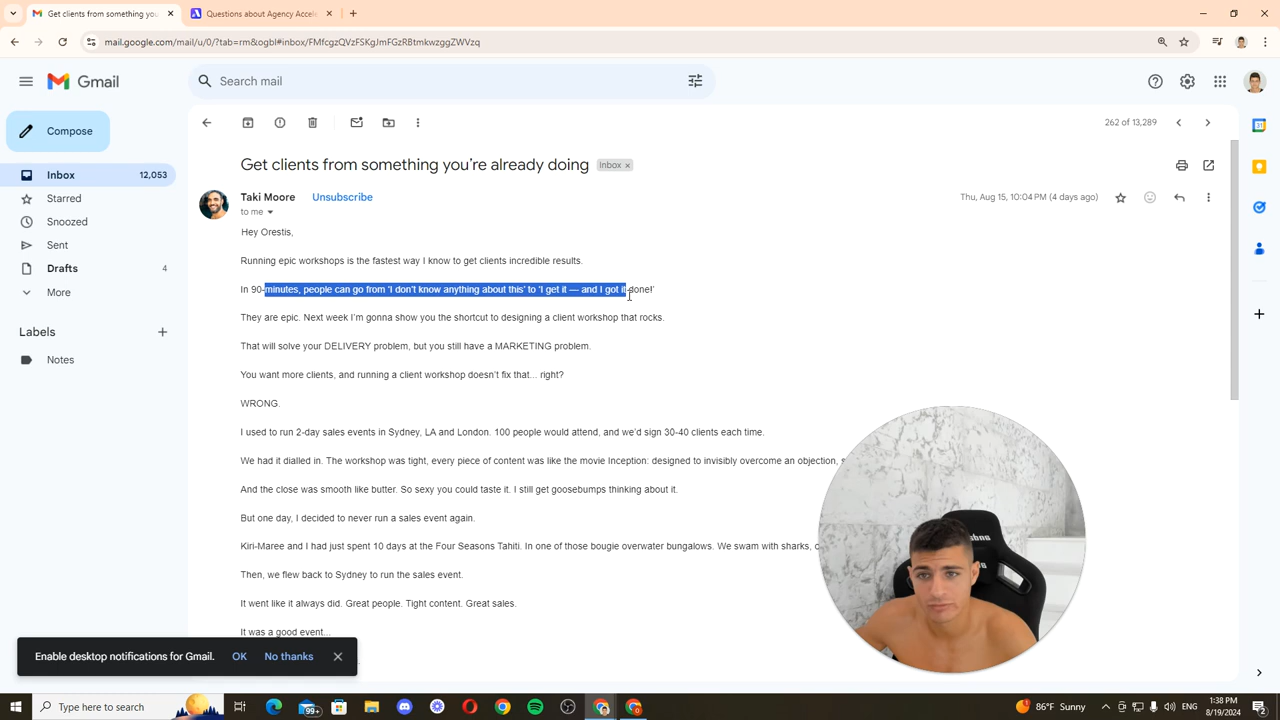 Get clients from something you
Questions about Agency Accele
mail.google.com/mail/u/0/?tab=rm&ogbl#inbox/FMfcgzQVzFSKgJmFGzRBtmkwzggZWVzq
Gmail
Search mail
Compose
262 of 13,289
Inbox 12,053
Starred
Snoozed
Sent
Drafts 4
More
Labels
Notes
Get clients from something you're already doing Inbox x
Taki Moore Unsubscribe
Thu, Aug 15, 10:04 PM (4 days ago)
to me
Hey Orestis,
Running epic workshops is the fastest way I know to get clients incredible results.
In 90-minutes, people can go from 'I don't know anything about this' to 'I get it — and I got it done!'
They are epic. Next week I'm gonna show you the shortcut to designing a client workshop that rocks.
That will solve your DELIVERY problem, but you still have a MARKETING problem.
You want more clients, and running a client workshop doesn't fix that... right?
WRONG.
I used to run 2-day sales events in Sydney, LA and London. 100 people would attend, and we'd sign 30-40 clients each time.
We had it dialled in. The workshop was tight, every piece of content was like the movie Inception: designed to invisibly overcome an objection,
And the close was smooth like butter. So sexy you could taste it. I still get goosebumps thinking about it.
But one day, I decided to never run a sales event again.
Kiri-Maree and I had just spent 10 days at the Four Seasons Tahiti. In one of those bougie overwater bungalows. We swam with sharks,
Then, we flew back to Sydney to run the sales event.
It went like it always did. Great people. Tight content. Great sales.
It was a good event...
Enable desktop notifications for Gmail. OK No thanks
Type here to search
99+
86°F Sunny
ENG
1:38 PM
8/19/2024
2